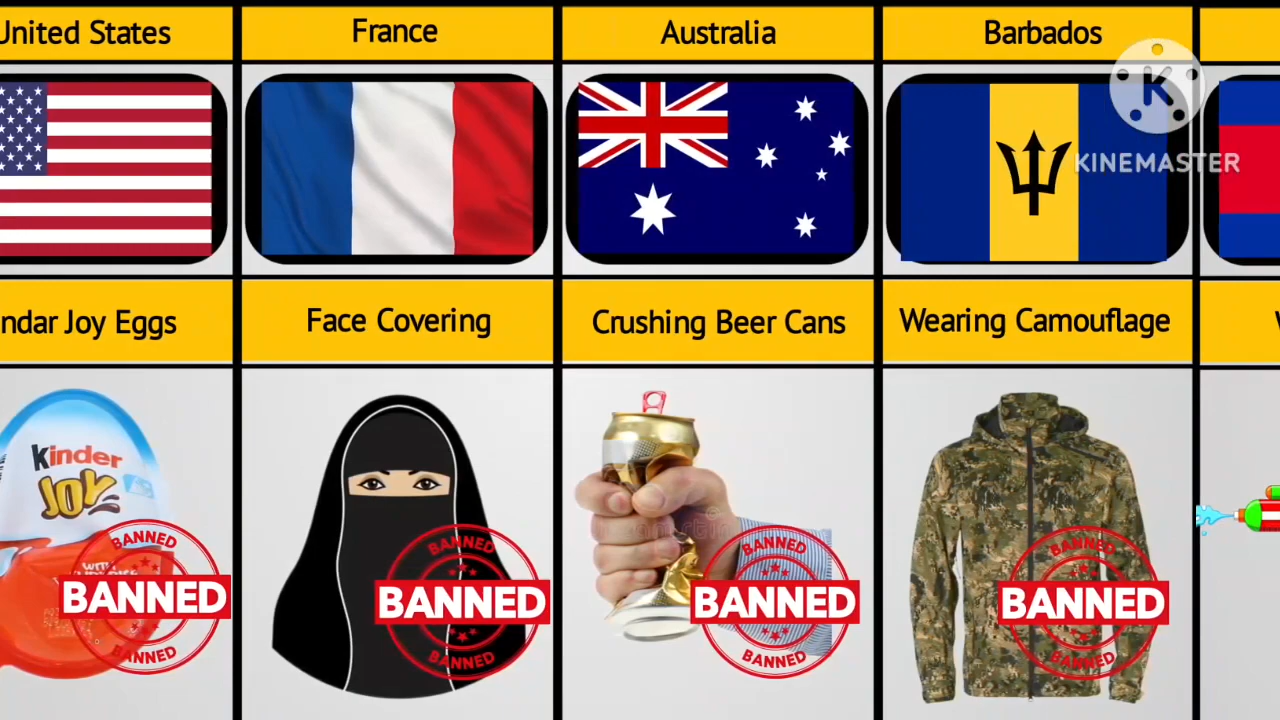 United States
France
Australia
Barbados
KINEMASTER
ndar Joy Eggs
Face Covering
Crushing Beer Cans
Wearing Camouflage
kinder
JOY
BANNED
BANNED
BANNED
BANNED
BANNED
BANNED
BANNED
BANNED
BANNED
BANNED
BANNED
BANNED